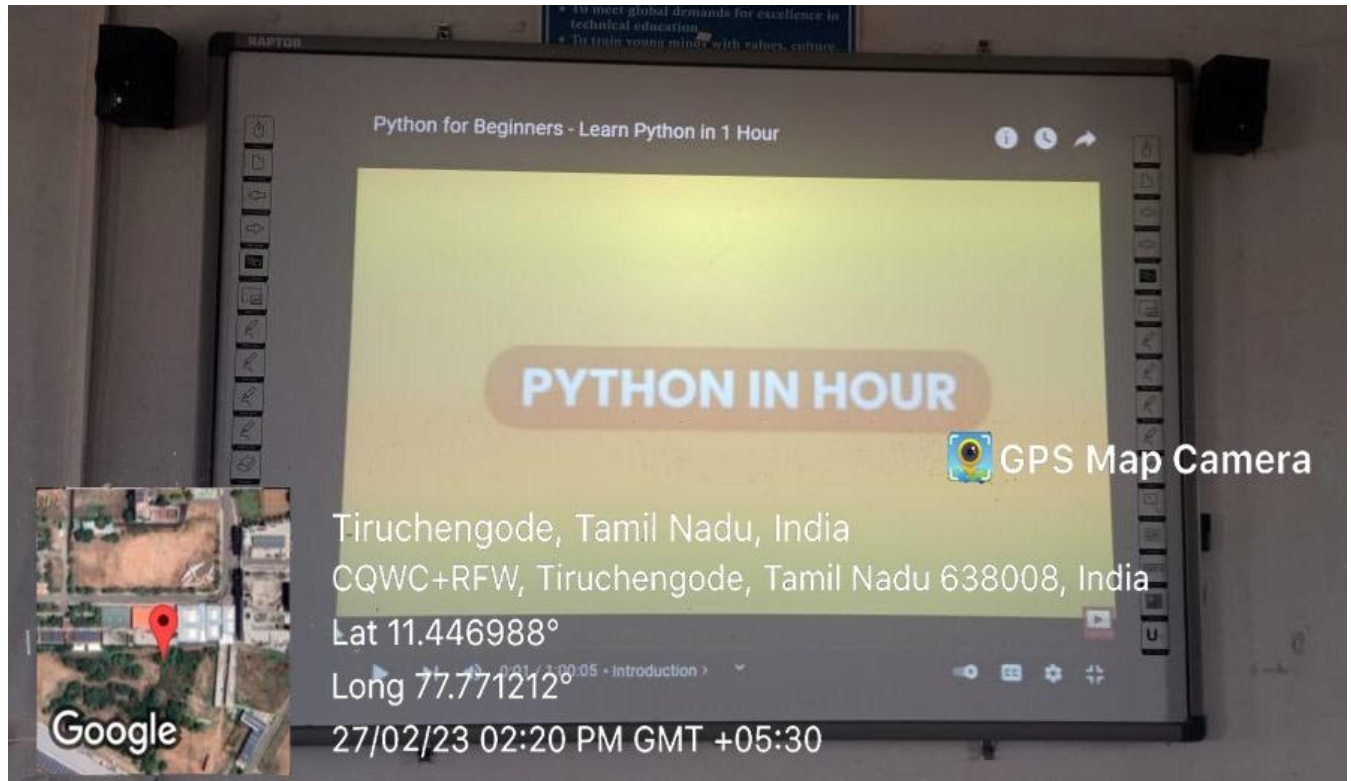 • To meet global demands for excellence in
technical education
• To train young minds with values, culture,
RAPTOR
Python for Beginners - Learn Python in 1 Hour
PYTHON IN HOUR
GPS Map Camera
Tiruchengode, Tamil Nadu, India
CQWC+RFW, Tiruchengode, Tamil Nadu 638008, India
Lat 11.446988°
Long 77.771212°
27/02/23 02:20 PM GMT +05:30
0:01 / 1:00:05 • Introduction >
CC
U
Google